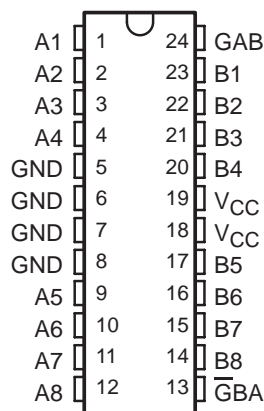 A1 1 24 GAB
A2 2 23 B1
A3 3 22 B2
A4 4 21 B3
GND 5 20 B4
GND 6 19 VCC
GND 7 18 VCC
GND 8 17 B5
A5 9 16 B6
A6 10 15 B7
A7 11 14 B8
A8 12 13 G̅BA